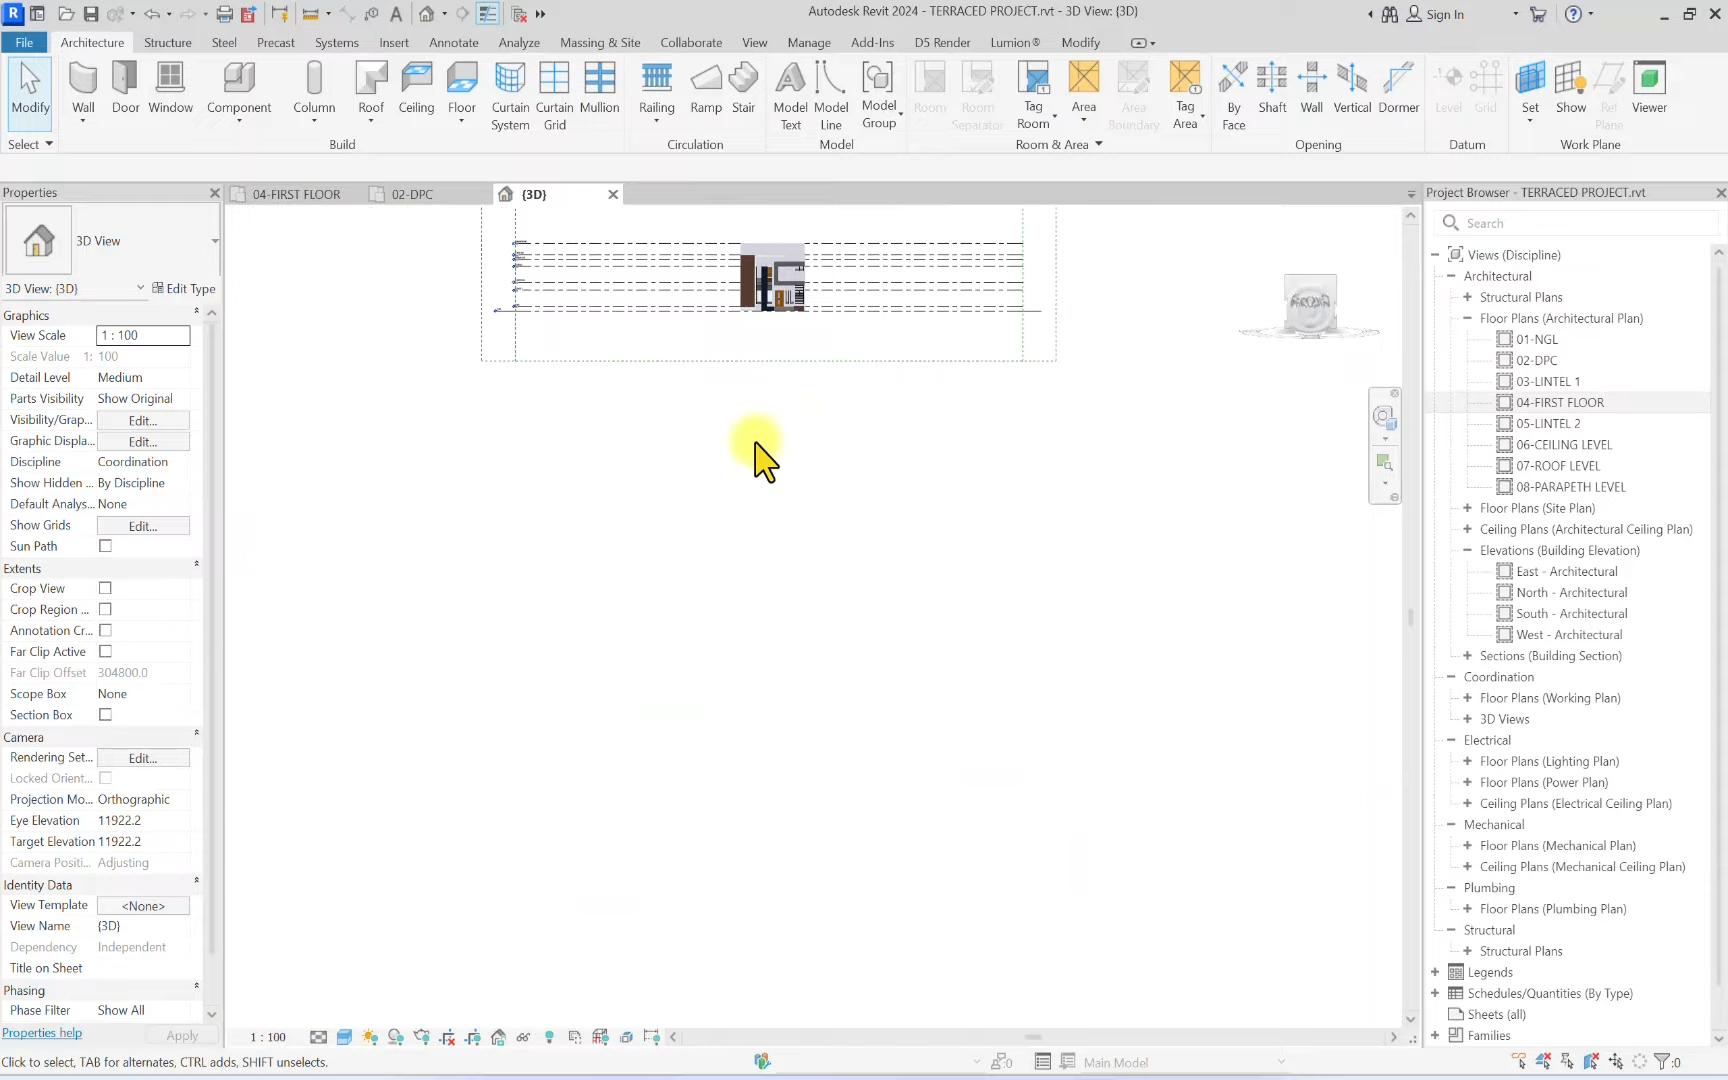 Autodesk Revit 2024 - TERRACED PROJECT.rvt - 3D View: {3D}
Sign In
File Architecture Structure Steel Precast Systems Insert Annotate Analyze Massing & Site Collaborate View Manage Add-Ins D5 Render Lumion® Modify
Modify Wall Door Window Component Column Roof Ceiling Floor Curtain System Curtain Grid Mullion Railing Ramp Stair Model Text Model Line Model Group Room Room Separator Tag Room Area Area Boundary Tag Area By Face Shaft Wall Vertical Dormer Level Grid Set Show Ref Plane Viewer
Select Build Circulation Model Room & Area Opening Datum Work Plane
Properties
3D View
3D View: {3D}
Edit Type
Graphics
View Scale 1 : 100
Scale Value 1: 100
Detail Level Medium
Parts Visibility Show Original
Visibility/Grap... Edit...
Graphic Displa... Edit...
Discipline Coordination
Show Hidden ... By Discipline
Default Analys... None
Show Grids Edit...
Sun Path
Extents
Crop View
Crop Region ...
Annotation Cr...
Far Clip Active
Far Clip Offset 304800.0
Scope Box None
Section Box
Camera
Rendering Set... Edit...
Locked Orient...
Projection Mo... Orthographic
Eye Elevation 11922.2
Target Elevation 11922.2
Camera Positi... Adjusting
Identity Data
View Template <None>
View Name {3D}
Dependency Independent
Title on Sheet
Phasing
Phase Filter Show All
Properties help
Apply
04-FIRST FLOOR 02-DPC {3D}
Project Browser - TERRACED PROJECT.rvt
Search
Views (Discipline)
Architectural
Structural Plans
Floor Plans (Architectural Plan)
01-NGL
02-DPC
03-LINTEL 1
04-FIRST FLOOR
05-LINTEL 2
06-CEILING LEVEL
07-ROOF LEVEL
08-PARAPETH LEVEL
Floor Plans (Site Plan)
Ceiling Plans (Architectural Ceiling Plan)
Elevations (Building Elevation)
East - Architectural
North - Architectural
South - Architectural
West - Architectural
Sections (Building Section)
Coordination
Floor Plans (Working Plan)
3D Views
Electrical
Floor Plans (Lighting Plan)
Floor Plans (Power Plan)
Ceiling Plans (Electrical Ceiling Plan)
Mechanical
Floor Plans (Mechanical Plan)
Ceiling Plans (Mechanical Ceiling Plan)
Plumbing
Floor Plans (Plumbing Plan)
Structural
Structural Plans
Legends
Schedules/Quantities (By Type)
Sheets (all)
Families
1 : 100
Click to select, TAB for alternates, CTRL adds, SHIFT unselects.
:0
Main Model
:0